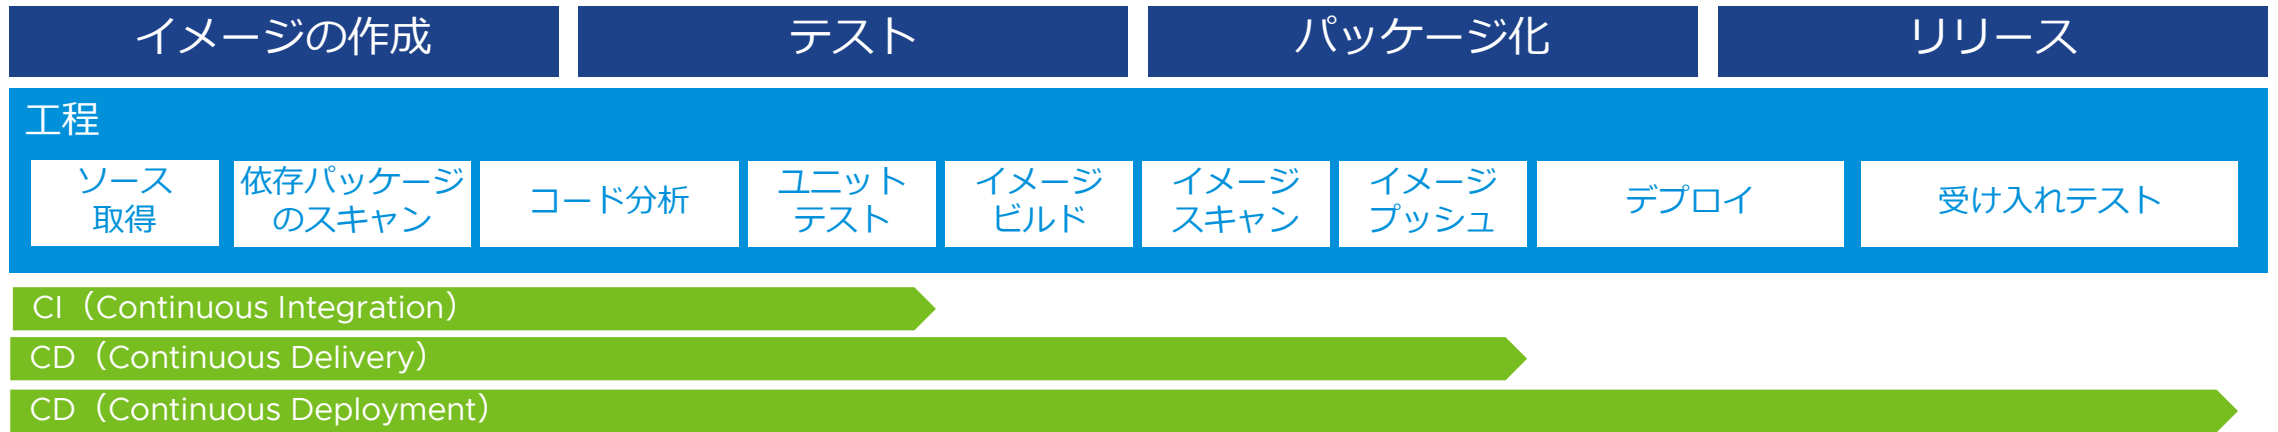 イメージの作成
テスト
パッケージ化
リリース
工程
ソース
取得
依存パッケージ
のスキャン
コード分析
ユニット
テスト
イメージ
ビルド
イメージ
スキャン
イメージ
プッシュ
デプロイ
受け入れテスト
CI（Continuous Integration）
CD（Continuous Delivery）
CD（Continuous Deployment）